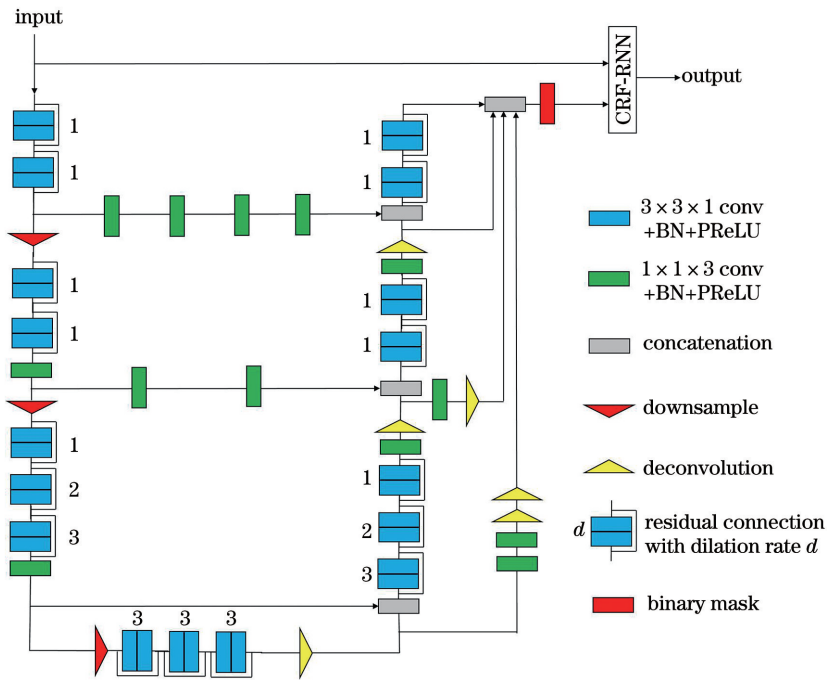 input
CRF-RNN
output
1
1
1
1
1
1
1
1
1
2
3
1
2
3
3 3 3
3 × 3 × 1 conv
+BN+PReLU
1 × 1 × 3 conv
+BN+PReLU
concatenation
downsample
deconvolution
d
residual connection
with dilation rate d
binary mask